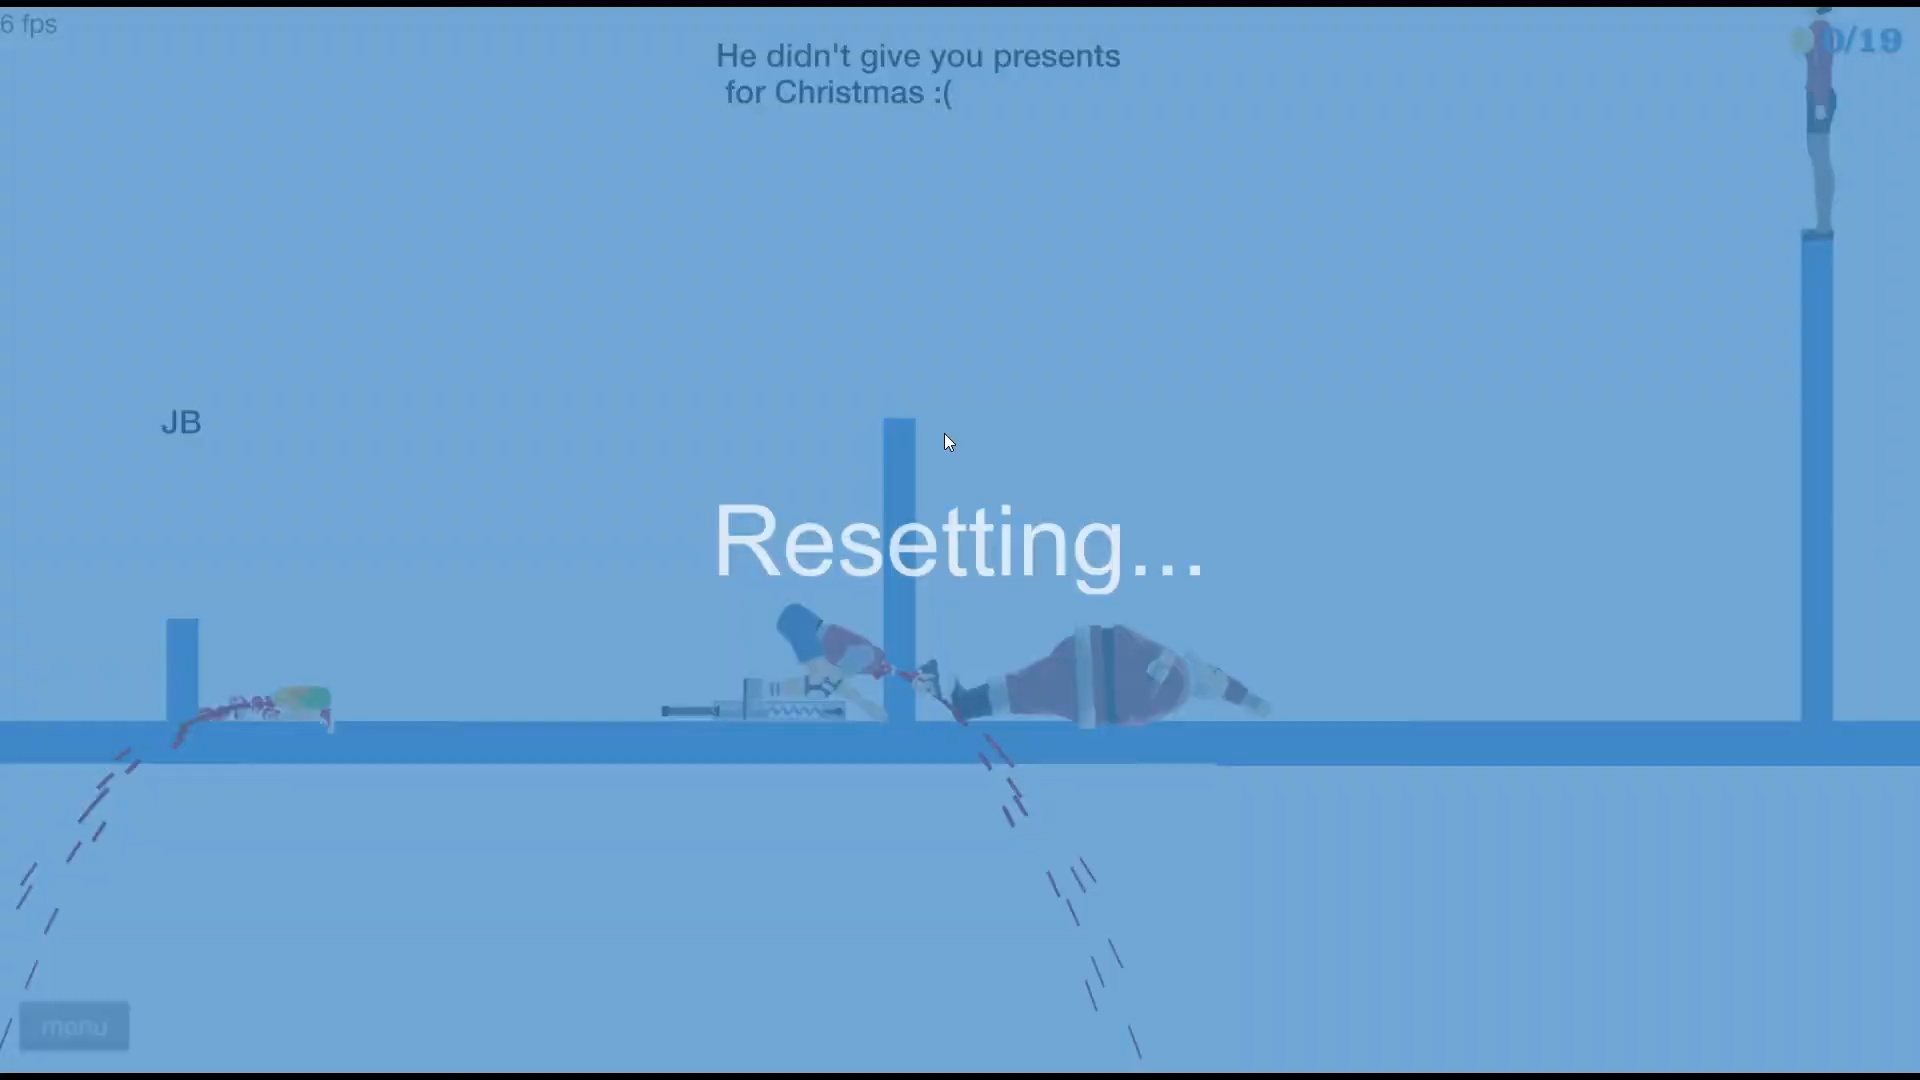 6 fps
He didn't give you presents
for Christmas :(
0/19
JB
Resetting...
menu